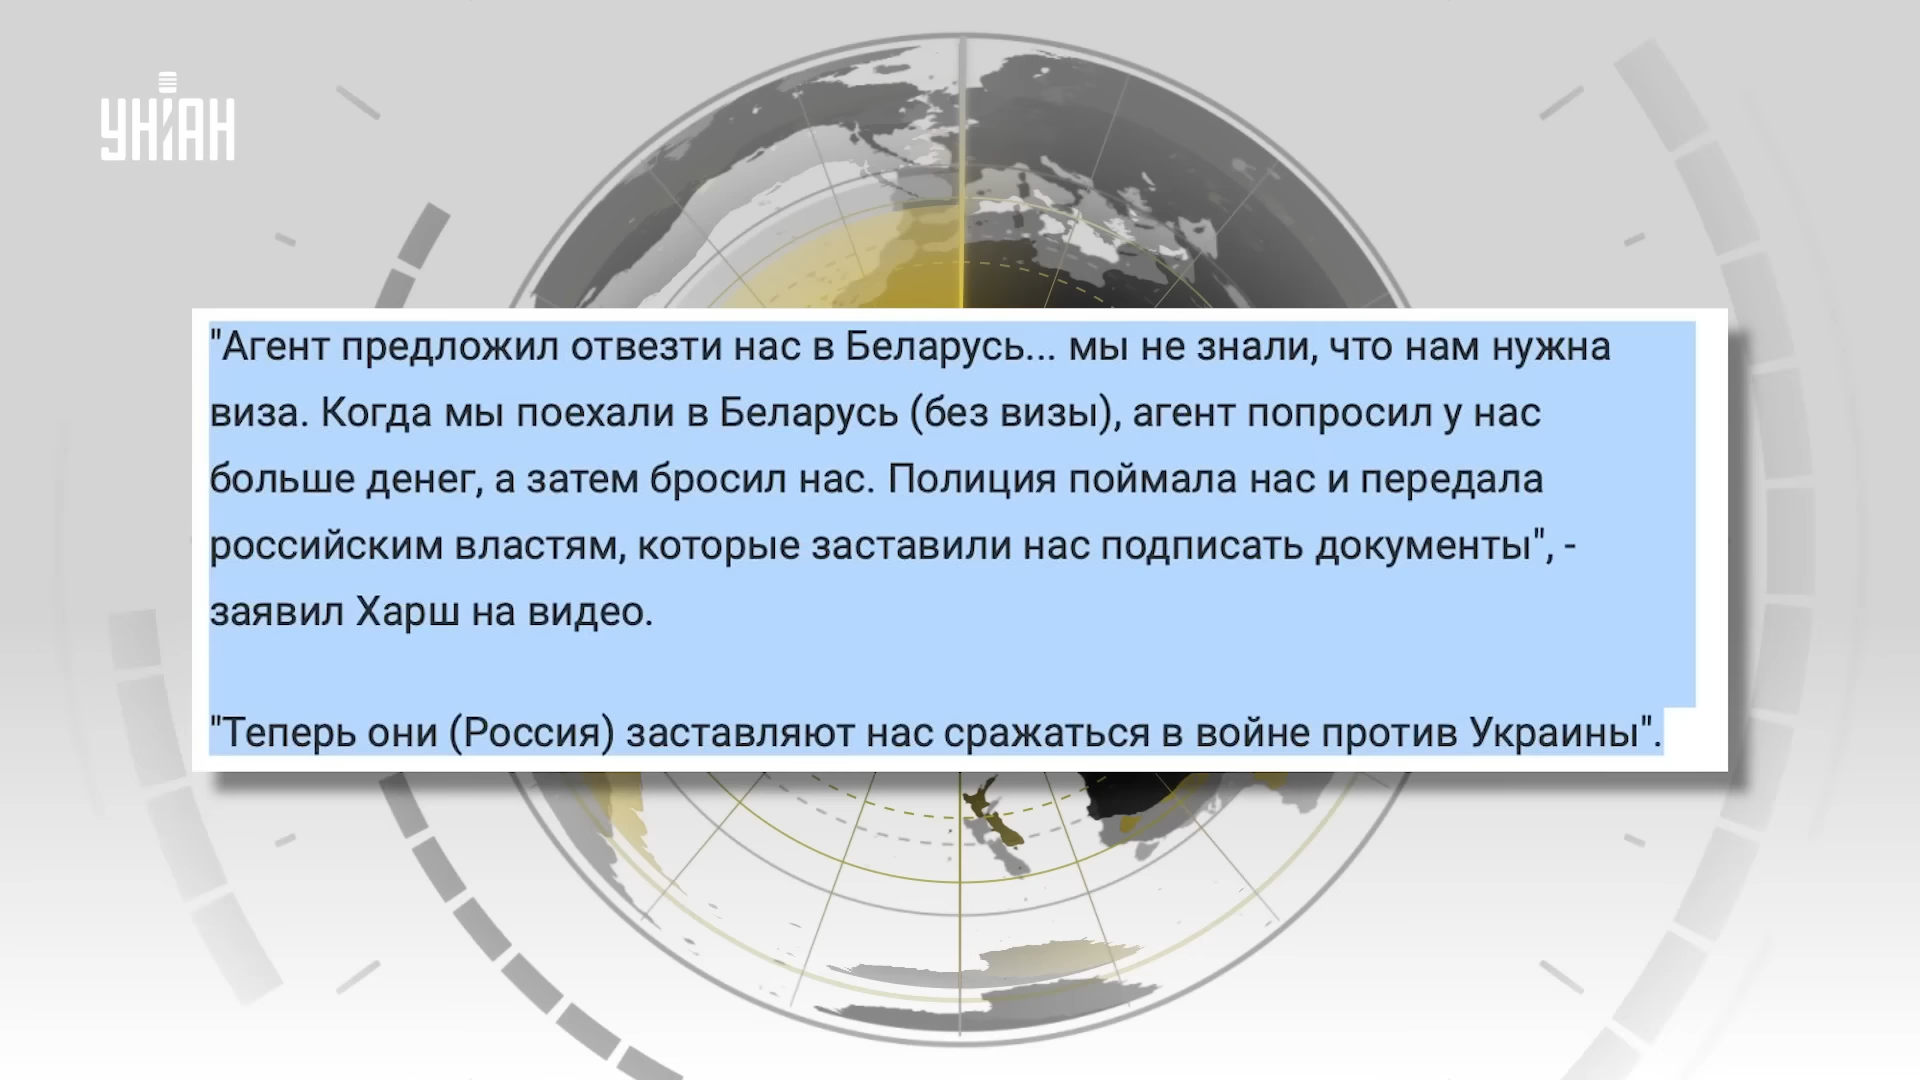 УНІАН
"Агент предложил отвезти нас в Беларусь... мы не знали, что нам нужна
виза. Когда мы поехали в Беларусь (без визы), агент попросил у нас
больше денег, а затем бросил нас. Полиция поймала нас и передала
российским властям, которые заставили нас подписать документы", -
заявил Харш на видео.
"Теперь они (Россия) заставляют нас сражаться в войне против Украины".